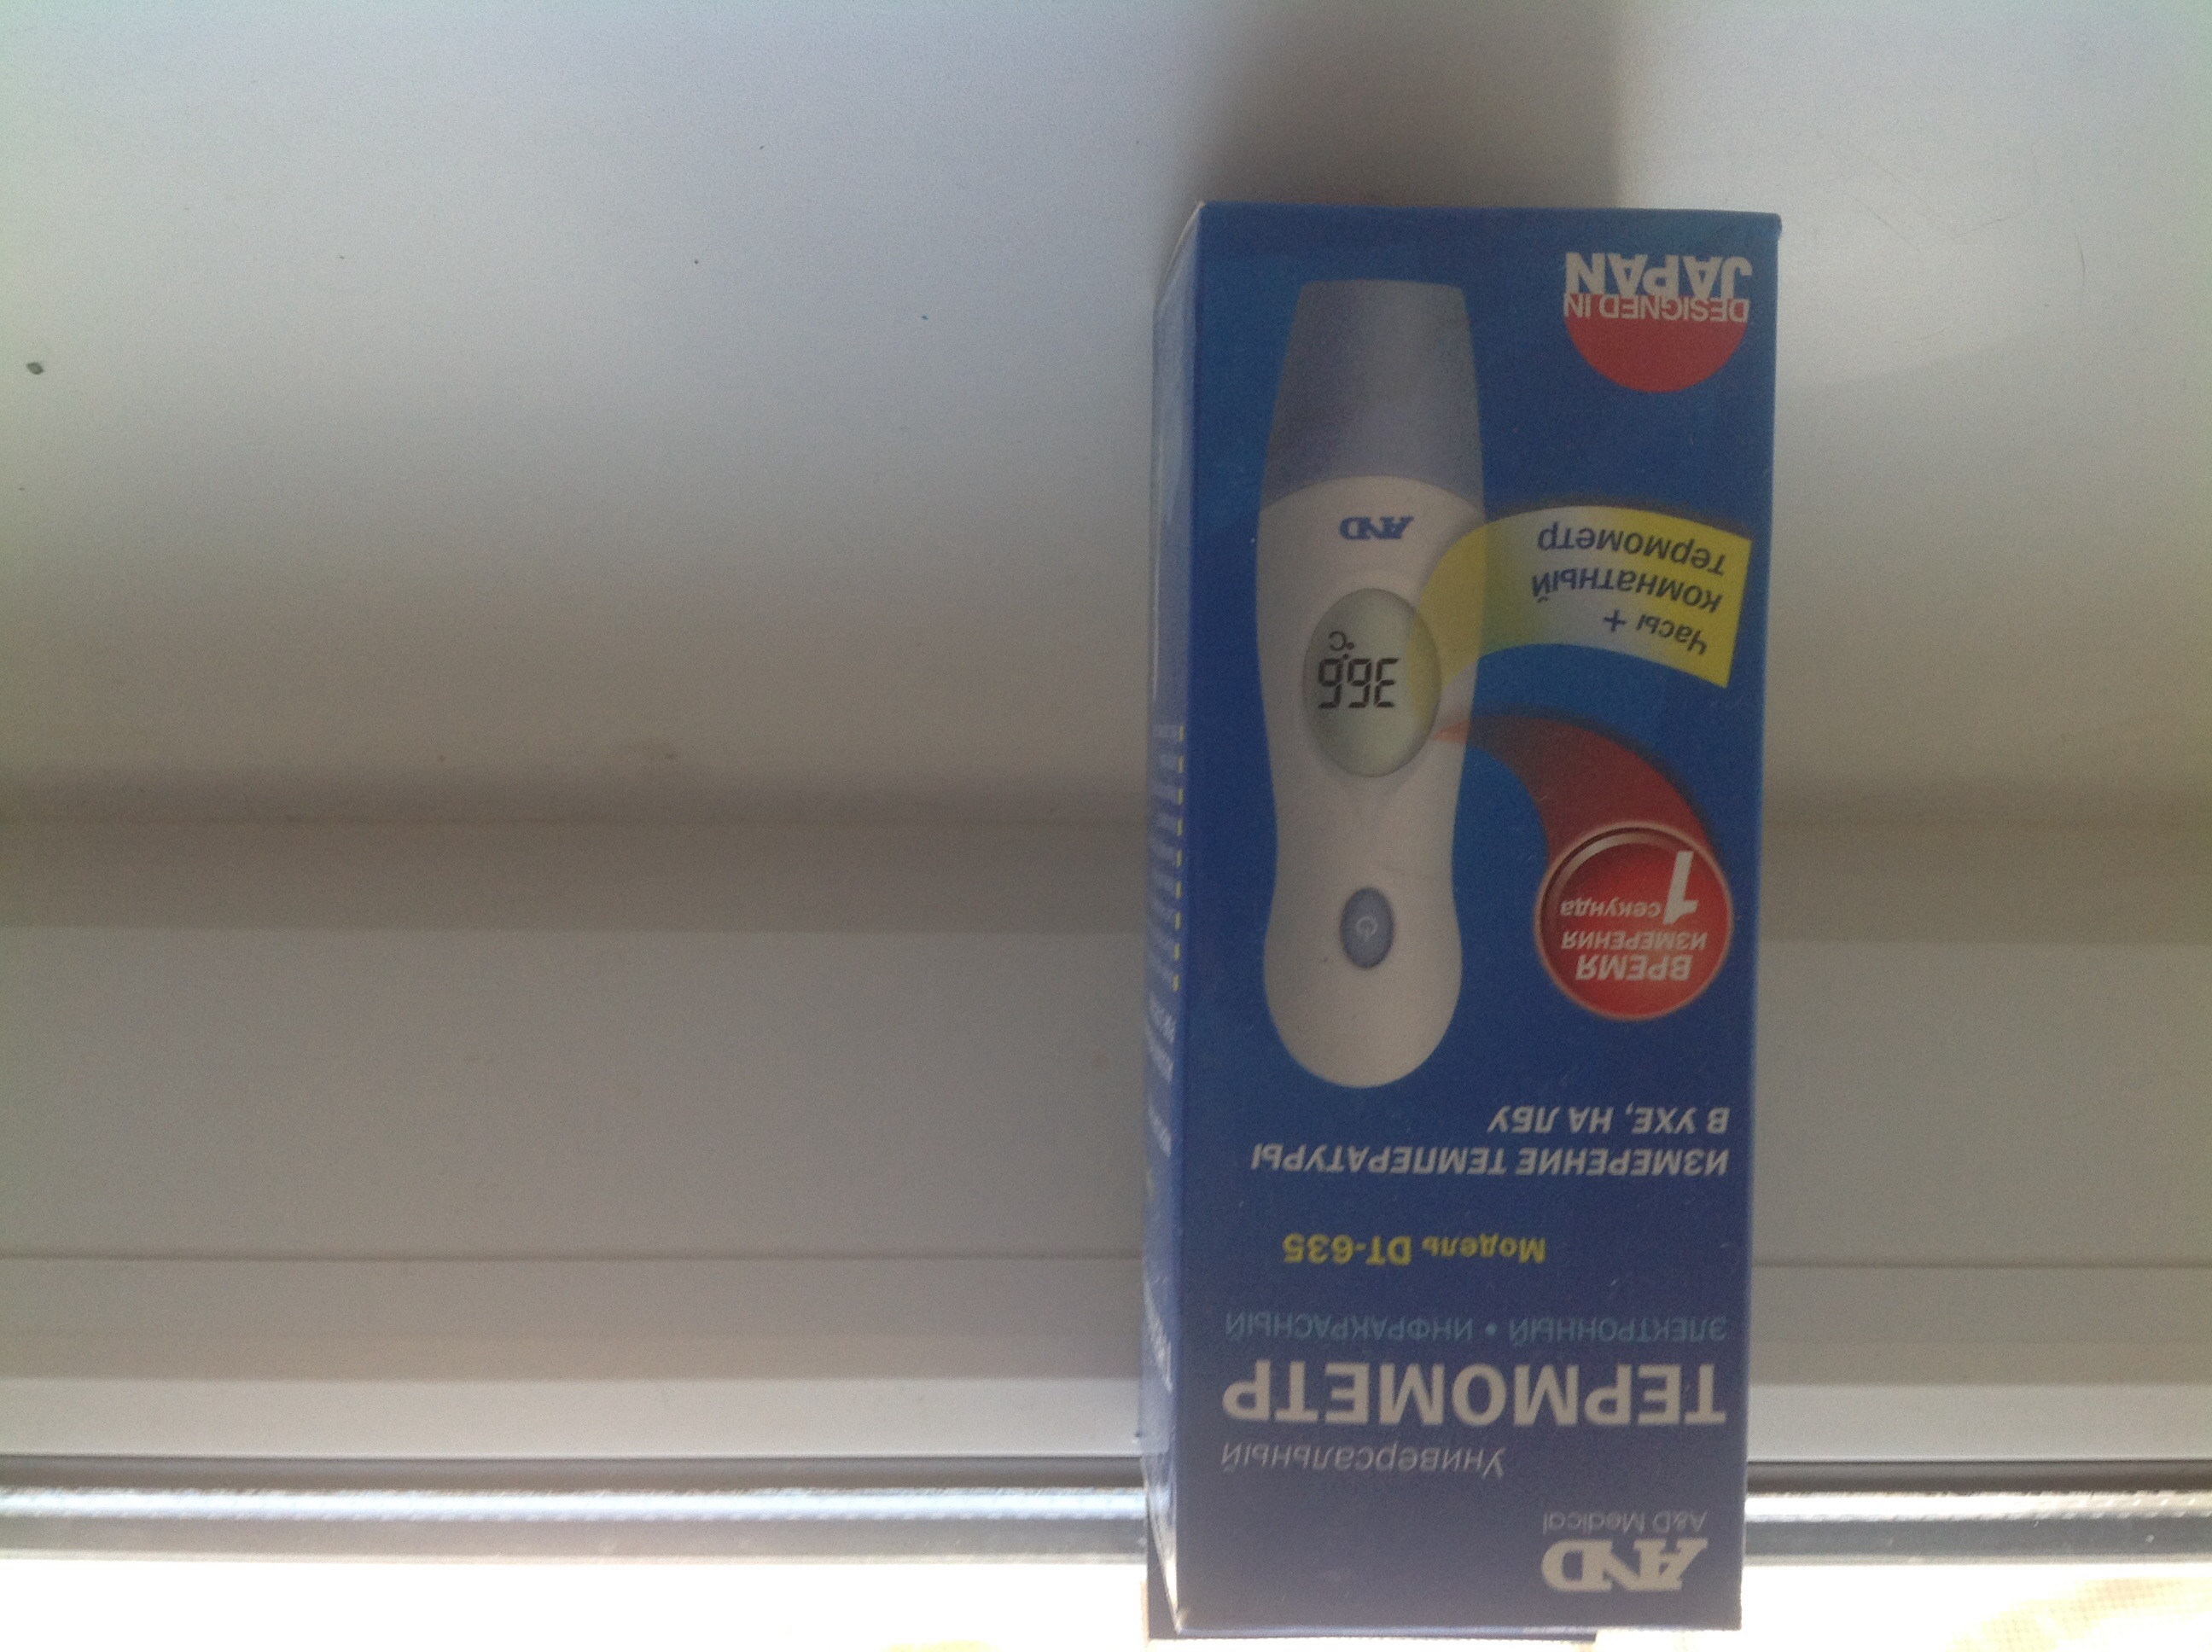 AND
A&D Medical
Универсальный
ТЕРМОМЕТР
ЭЛЕКТРОННЫЙ • ИНФРАКРАСНЫЙ
Модель DT-635
ИЗМЕРЕНИЕ ТЕМПЕРАТУРЫ
В УХЕ, НА ЛБУ
ВРЕМЯ
ИЗМЕРЕНИЯ
1 секунда
36.6
°C
Часы +
комнатный
термометр
AND
DESIGNED IN
JAPAN